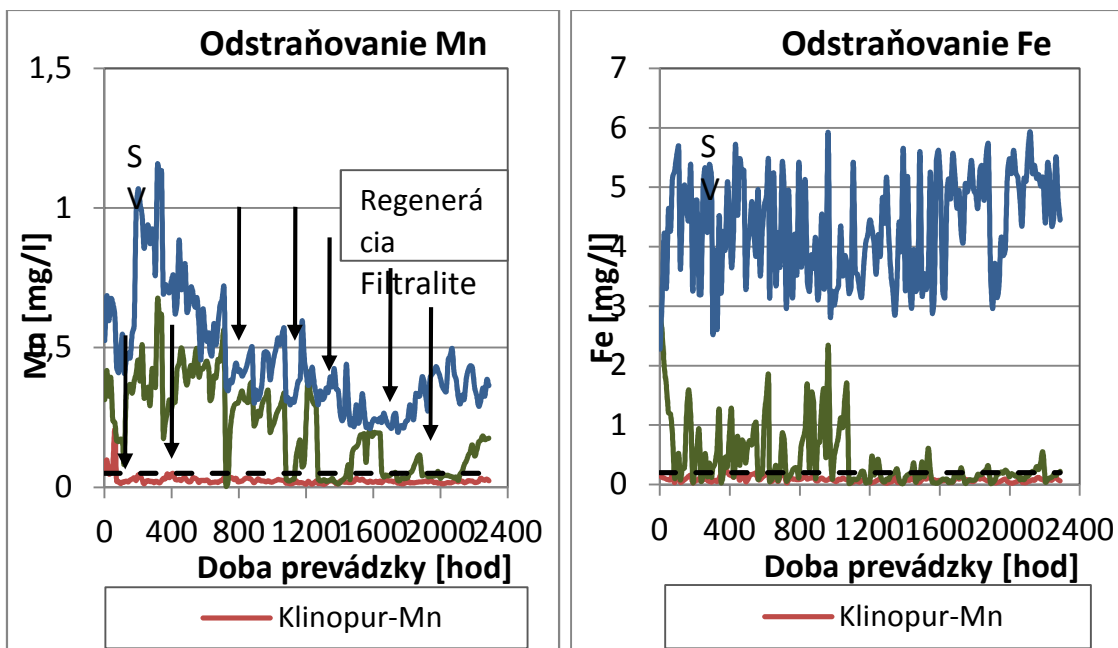 Odstraňovanie Mn
1,5
1
0,5
0
Mn [mg/l]
S
V
Regenerá
cia
Filtralite
0 400 800 1200 1600 2000 2400
Doba prevádzky [hod]
Klinopur-Mn
Odstraňovanie Fe
7
6
5
4
3
2
1
0
Fe [mg/l]
S
V
0 400 800 1200 1600 2000 2400
Doba prevádzky [hod]
Klinopur-Mn